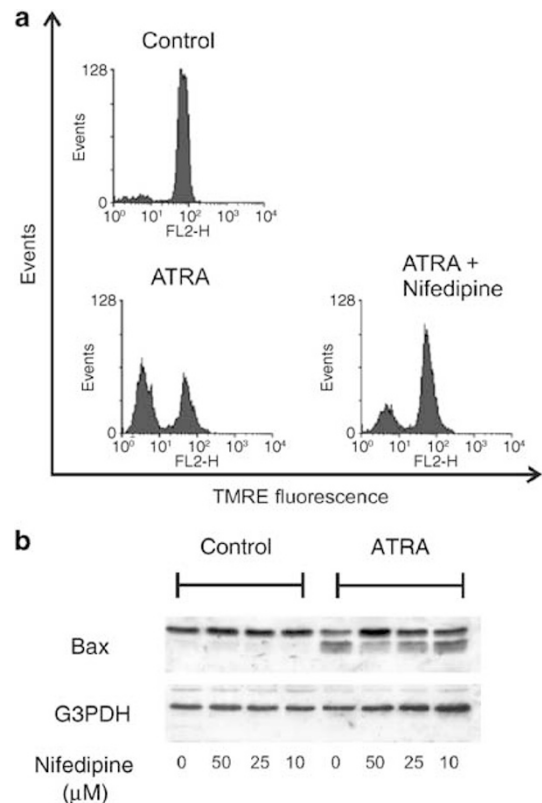 a
Control
128
Events
0
10⁰ 10¹ 10² 10³ 10⁴
FL2-H
Events
ATRA
128
Events
0
10⁰ 10¹ 10² 10³ 10⁴
FL2-H
ATRA +
Nifedipine
128
Events
0
10⁰ 10¹ 10² 10³ 10⁴
FL2-H
TMRE fluorescence
b
Control ATRA
Bax
G3PDH
Nifedipine 0 50 25 10 0 50 25 10
(μM)